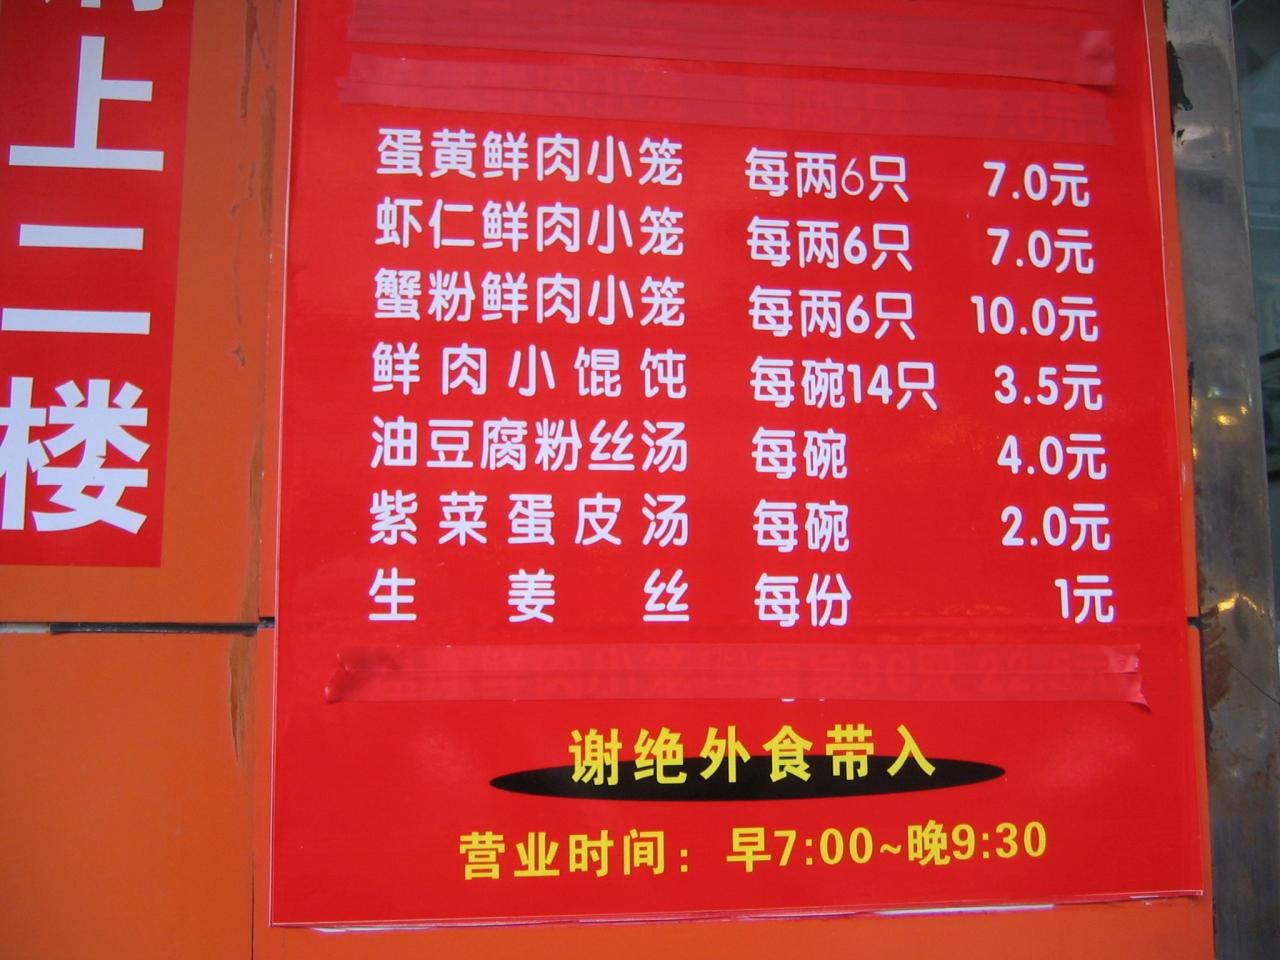 上二楼
蛋黄鲜肉小笼 每两6只 7.0元
虾仁鲜肉小笼 每两6只 7.0元
蟹粉鲜肉小笼 每两6只 10.0元
鲜肉小馄饨 每碗14只 3.5元
油豆腐粉丝汤 每碗 4.0元
紫菜蛋皮汤 每碗 2.0元
生姜丝 每份 1元
谢绝外食带入
营业时间：早7:00~晚9:30